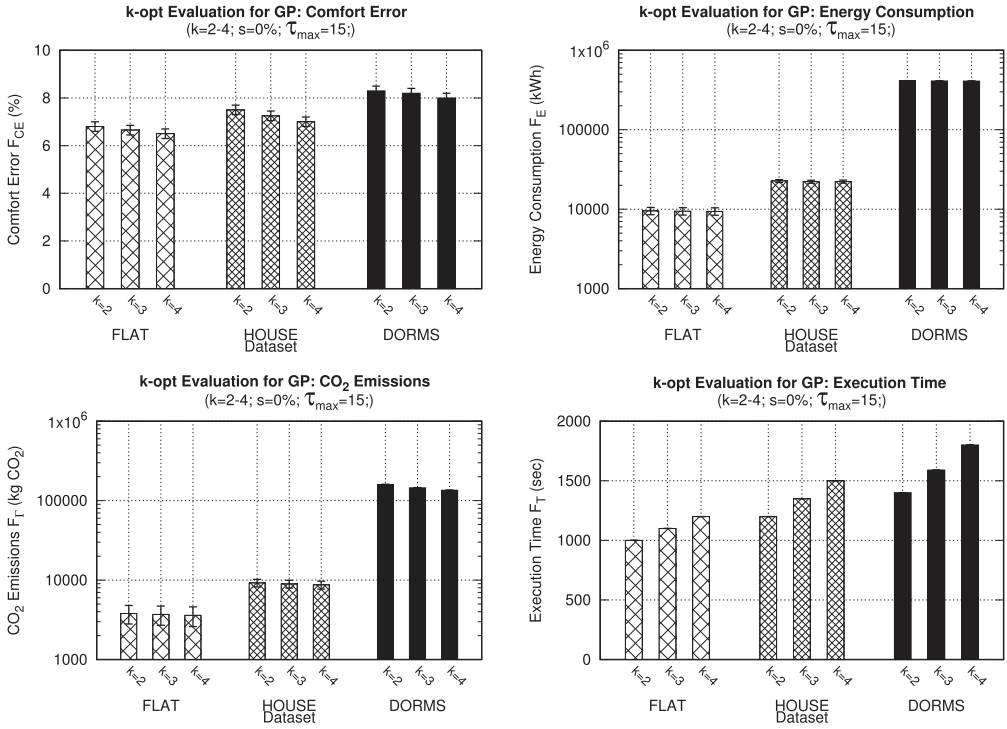 k-opt Evaluation for GP: Comfort Error
(k=2-4; s=0%; τmax=15;)
Comfort Error FCE (%)
10
8
6
4
2
0
k=2 k=3 k=4 k=2 k=3 k=4 k=2 k=3 k=4
FLAT HOUSE DORMS
Dataset
k-opt Evaluation for GP: Energy Consumption
(k=2-4; s=0%; τmax=15;)
Energy Consumption FE (kWh)
1x10⁶
100000
10000
1000
k=2 k=3 k=4 k=2 k=3 k=4 k=2 k=3 k=4
FLAT HOUSE DORMS
Dataset
k-opt Evaluation for GP: CO₂ Emissions
(k=2-4; s=0%; τmax=15;)
CO₂ Emissions FΓ (kg CO₂)
1x10⁶
100000
10000
1000
k=2 k=3 k=4 k=2 k=3 k=4 k=2 k=3 k=4
FLAT HOUSE DORMS
Dataset
k-opt Evaluation for GP: Execution Time
(k=2-4; s=0%; τmax=15;)
Execution Time FT (sec)
2000
1500
1000
500
0
k=2 k=3 k=4 k=2 k=3 k=4 k=2 k=3 k=4
FLAT HOUSE DORMS
Dataset